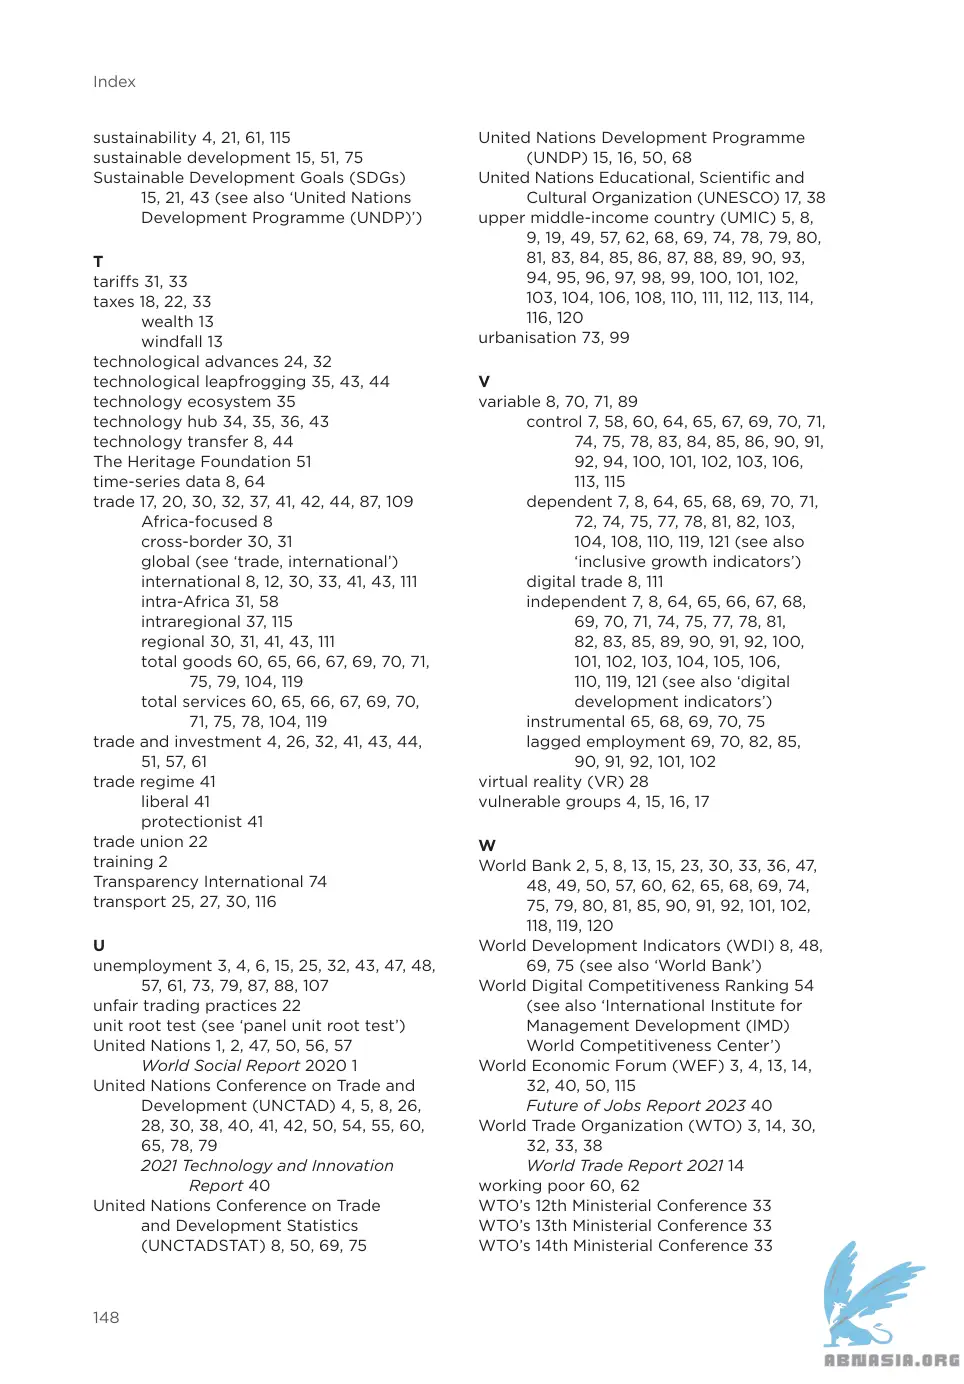 Index
sustainability 4, 21, 61, 115
sustainable development 15, 51, 75
Sustainable Development Goals (SDGs)
15, 21, 43 (see also ‘United Nations
Development Programme (UNDP)’)
T
tariffs 31, 33
taxes 18, 22, 33
wealth 13
windfall 13
technological advances 24, 32
technological leapfrogging 35, 43, 44
technology ecosystem 35
technology hub 34, 35, 36, 43
technology transfer 8, 44
The Heritage Foundation 51
time-series data 8, 64
trade 17, 20, 30, 32, 37, 41, 42, 44, 87, 109
Africa-focused 8
cross-border 30, 31
global (see ‘trade, international’)
international 8, 12, 30, 33, 41, 43, 111
intra-Africa 31, 58
intraregional 37, 115
regional 30, 31, 41, 43, 111
total goods 60, 65, 66, 67, 69, 70, 71,
75, 79, 104, 119
total services 60, 65, 66, 67, 69, 70,
71, 75, 78, 104, 119
trade and investment 4, 26, 32, 41, 43, 44,
51, 57, 61
trade regime 41
liberal 41
protectionist 41
trade union 22
training 2
Transparency International 74
transport 25, 27, 30, 116
U
unemployment 3, 4, 6, 15, 25, 32, 43, 47, 48,
57, 61, 73, 79, 87, 88, 107
unfair trading practices 22
unit root test (see ‘panel unit root test’)
United Nations 1, 2, 47, 50, 56, 57
World Social Report 2020 1
United Nations Conference on Trade and
Development (UNCTAD) 4, 5, 8, 26,
28, 30, 38, 40, 41, 42, 50, 54, 55, 60,
65, 78, 79
2021 Technology and Innovation
Report 40
United Nations Conference on Trade
and Development Statistics
(UNCTADSTAT) 8, 50, 69, 75
United Nations Development Programme
(UNDP) 15, 16, 50, 68
United Nations Educational, Scientific and
Cultural Organization (UNESCO) 17, 38
upper middle-income country (UMIC) 5, 8,
9, 19, 49, 57, 62, 68, 69, 74, 78, 79, 80,
81, 83, 84, 85, 86, 87, 88, 89, 90, 93,
94, 95, 96, 97, 98, 99, 100, 101, 102,
103, 104, 106, 108, 110, 111, 112, 113, 114,
116, 120
urbanisation 73, 99
V
variable 8, 70, 71, 89
control 7, 58, 60, 64, 65, 67, 69, 70, 71,
74, 75, 78, 83, 84, 85, 86, 90, 91,
92, 94, 100, 101, 102, 103, 106,
113, 115
dependent 7, 8, 64, 65, 68, 69, 70, 71,
72, 74, 75, 77, 78, 81, 82, 103,
104, 108, 110, 119, 121 (see also
‘inclusive growth indicators’)
digital trade 8, 111
independent 7, 8, 64, 65, 66, 67, 68,
69, 70, 71, 74, 75, 77, 78, 81,
82, 83, 85, 89, 90, 91, 92, 100,
101, 102, 103, 104, 105, 106,
110, 119, 121 (see also ‘digital
development indicators’)
instrumental 65, 68, 69, 70, 75
lagged employment 69, 70, 82, 85,
90, 91, 92, 101, 102
virtual reality (VR) 28
vulnerable groups 4, 15, 16, 17
W
World Bank 2, 5, 8, 13, 15, 23, 30, 33, 36, 47,
48, 49, 50, 57, 60, 62, 65, 68, 69, 74,
75, 79, 80, 81, 85, 90, 91, 92, 101, 102,
118, 119, 120
World Development Indicators (WDI) 8, 48,
69, 75 (see also ‘World Bank’)
World Digital Competitiveness Ranking 54
(see also ‘International Institute for
Management Development (IMD)
World Competitiveness Center’)
World Economic Forum (WEF) 3, 4, 13, 14,
32, 40, 50, 115
Future of Jobs Report 2023 40
World Trade Organization (WTO) 3, 14, 30,
32, 33, 38
World Trade Report 2021 14
working poor 60, 62
WTO’s 12th Ministerial Conference 33
WTO’s 13th Ministerial Conference 33
WTO’s 14th Ministerial Conference 33
148
ABNASIA.ORG